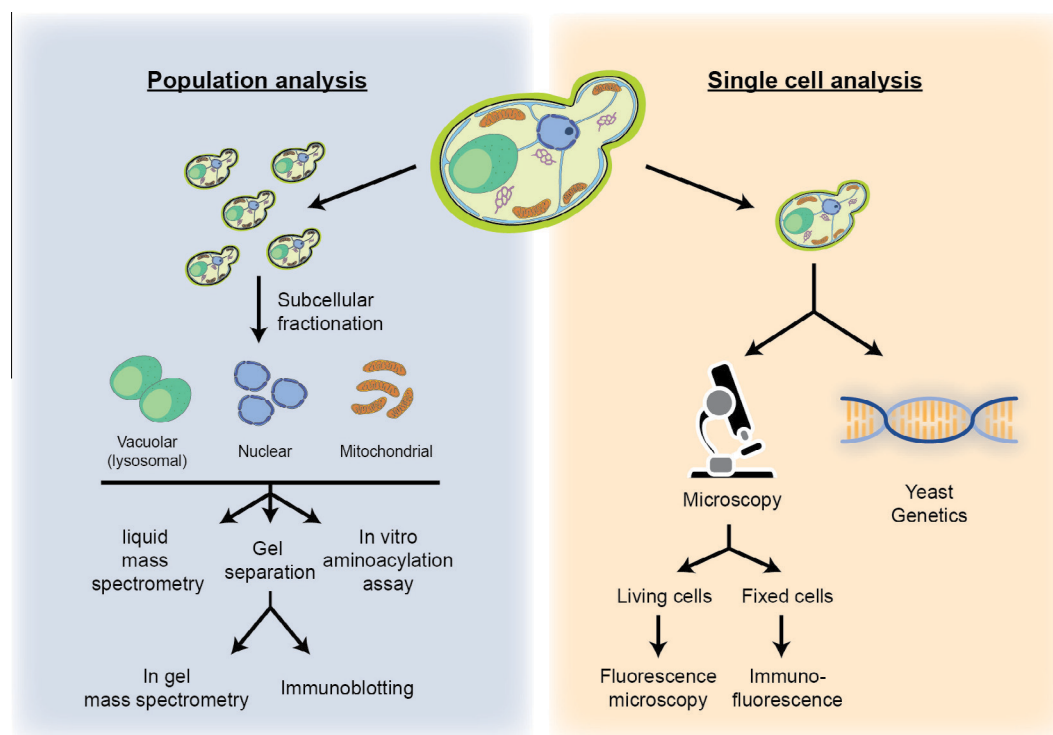 Population analysis
Subcellular
fractionation
Vacuolar
(lysosomal)
Nuclear
Mitochondrial
liquid
mass
spectrometry
Gel
separation
In vitro
aminoacylation
assay
In gel
mass spectrometry
Immunoblotting
Single cell analysis
Microscopy
Yeast
Genetics
Living cells
Fixed cells
Fluorescence
microscopy
Immuno-
fluorescence